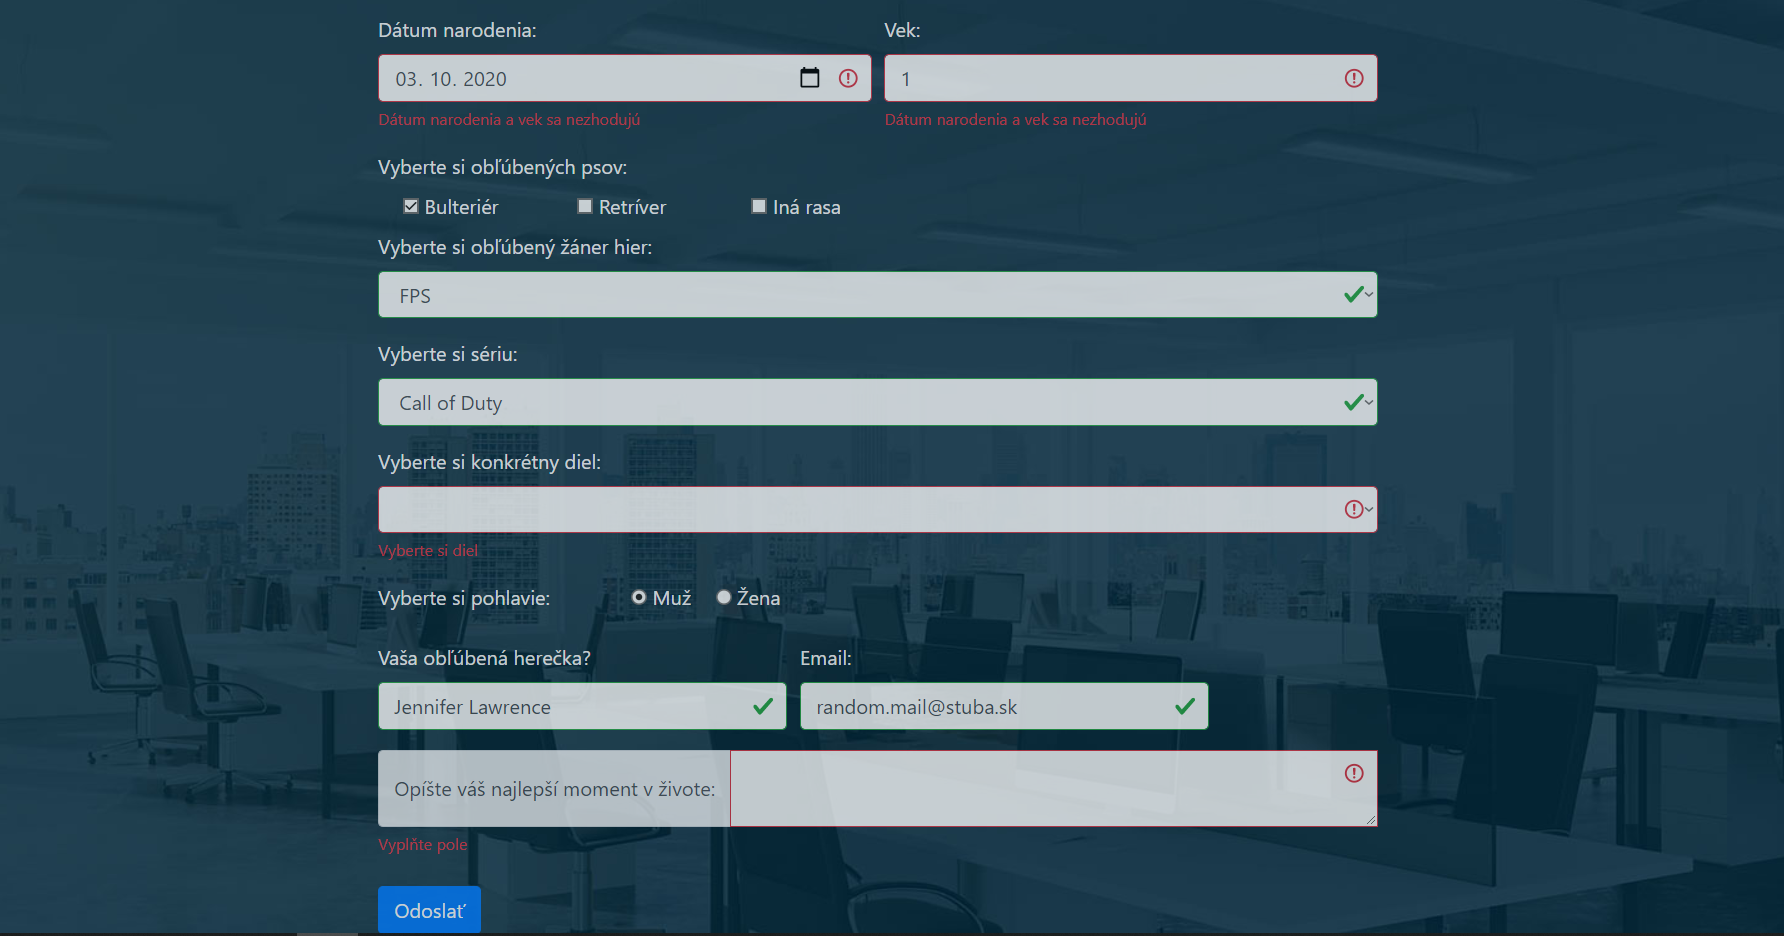 Dátum narodenia: Vek:
03. 10. 2020 1
Dátum narodenia a vek sa nezhodujú Dátum narodenia a vek sa nezhodujú
Vyberte si obľúbených psov:
Bulteriér Retríver Iná rasa
Vyberte si obľúbený žáner hier:
FPS
Vyberte si sériu:
Call of Duty
Vyberte si konkrétny diel:
Vyberte si diel
Vyberte si pohlavie: Muž Žena
Vaša obľúbená herečka? Email:
Jennifer Lawrence random.mail@stuba.sk
Opíšte váš najlepší moment v živote:
Vyplňte pole
Odoslať